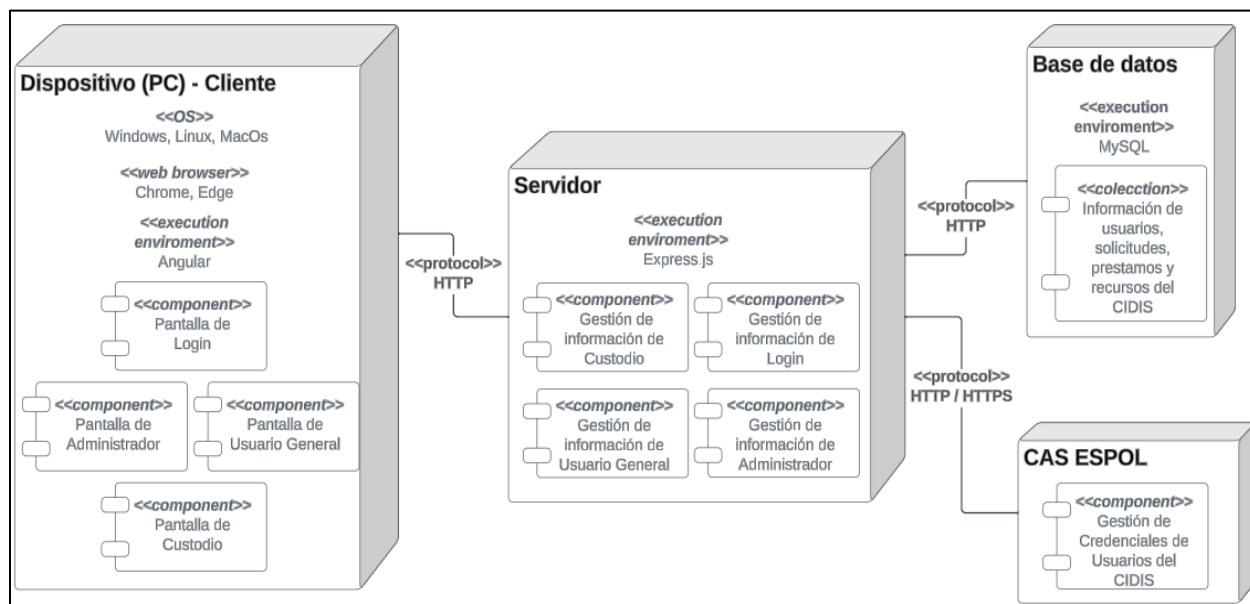 Dispositivo (PC) - Cliente
<<OS>>
Windows, Linux, MacOs
<<web browser>>
Chrome, Edge
<<execution
enviroment>>
Angular
<<component>>
Pantalla de
Login
<<component>>
Pantalla de
Administrador
<<component>>
Pantalla de
Usuario General
<<component>>
Pantalla de
Custodio
<<protocol>>
HTTP
Servidor
<<execution
enviroment>>
Express.js
<<component>>
Gestión de
información de
Custodio
<<component>>
Gestión de
información de
Login
<<component>>
Gestión de
información de
Usuario General
<<component>>
Gestión de
información de
Administrador
<<protocol>>
HTTP
<<protocol>>
HTTP / HTTPS
Base de datos
<<execution
enviroment>>
MySQL
<<colecction>>
Información de
usuarios,
solicitudes,
prestamos y
recursos del
CIDIS
CAS ESPOL
<<component>>
Gestión de
Credenciales de
Usuarios del
CIDIS